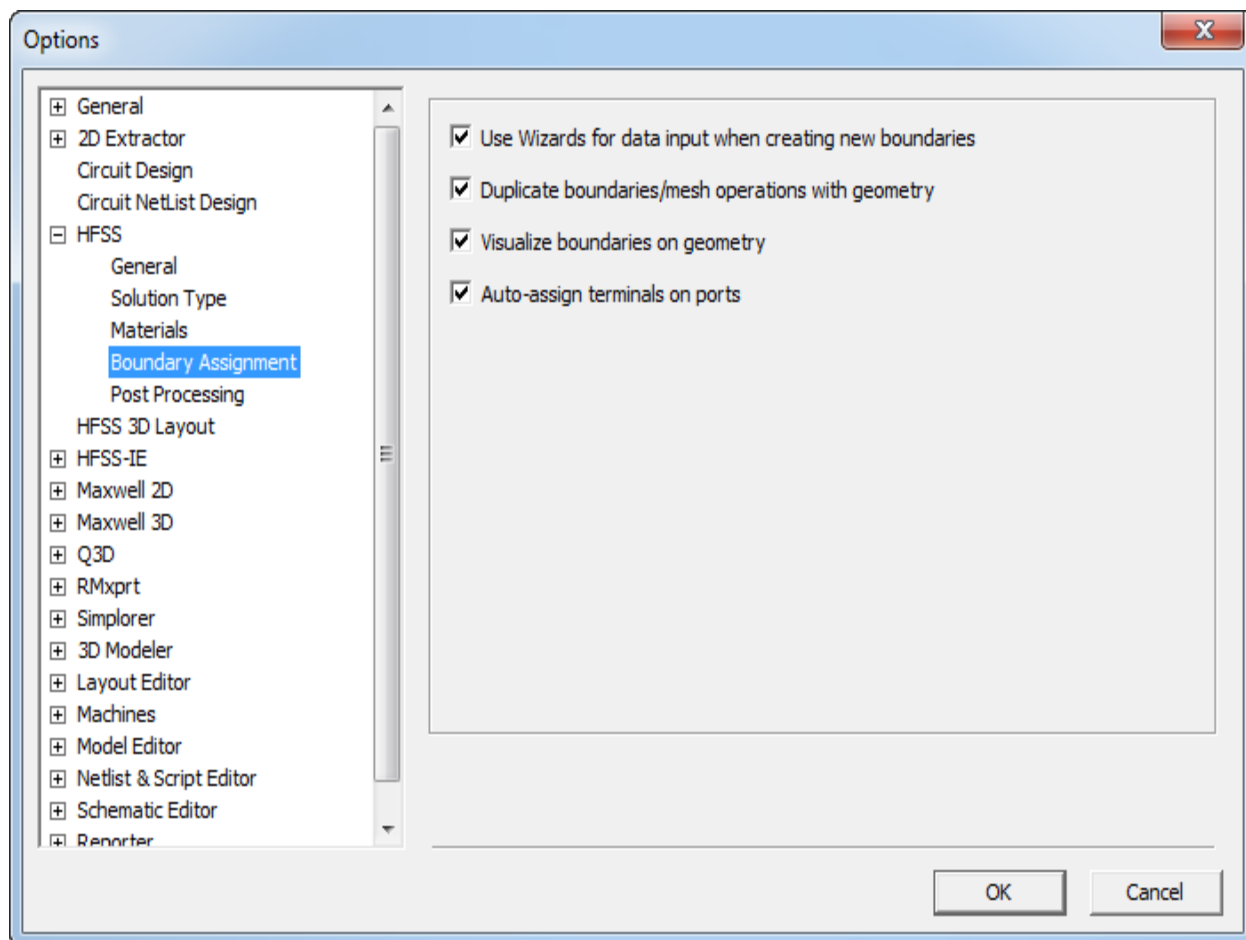 Options
General
2D Extractor
Circuit Design
Circuit NetList Design
HFSS
General
Solution Type
Materials
Boundary Assignment
Post Processing
HFSS 3D Layout
HFSS-IE
Maxwell 2D
Maxwell 3D
Q3D
RMxprt
Simplorer
3D Modeler
Layout Editor
Machines
Model Editor
Netlist & Script Editor
Schematic Editor
Reporter
Use Wizards for data input when creating new boundaries
Duplicate boundaries/mesh operations with geometry
Visualize boundaries on geometry
Auto-assign terminals on ports
OK
Cancel